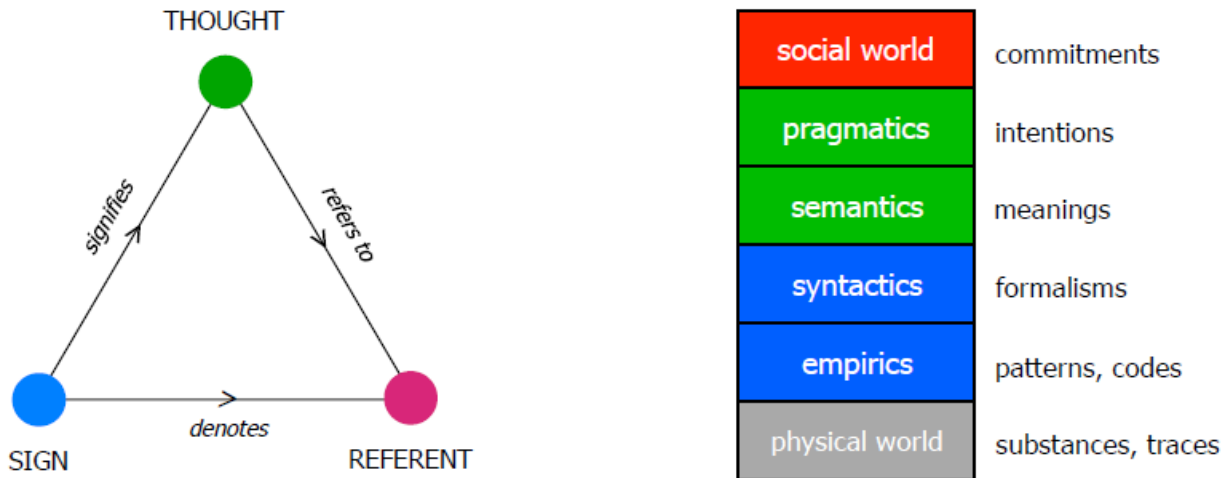 THOUGHT
signifies
refers to
denotes
SIGN
REFERENT
social world commitments
pragmatics intentions
semantics meanings
syntactics formalisms
empirics patterns, codes
physical world substances, traces